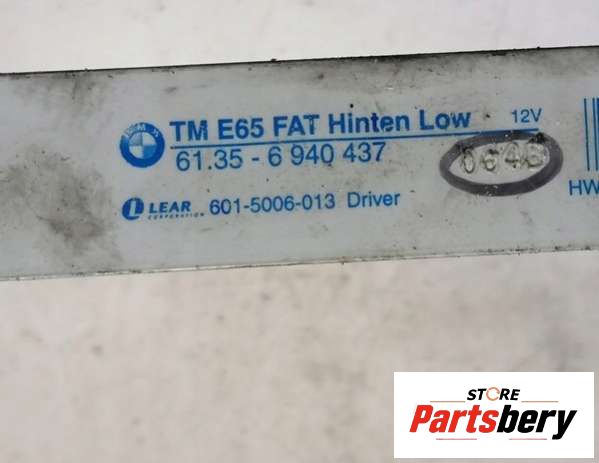 TM E65 FAT Hinten Low 12V
61.35 - 6 940 437
HW
LEAR
CORPORATION
601-5006-013 Driver
STORE
Partsbery